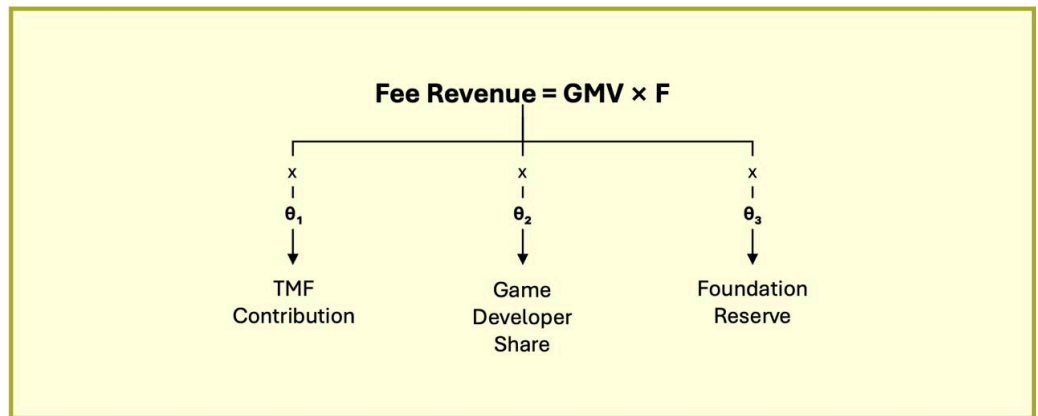 Fee Revenue = GMV × F
x x x
θ₁ θ₂ θ₃
TMF
Contribution
Game
Developer
Share
Foundation
Reserve